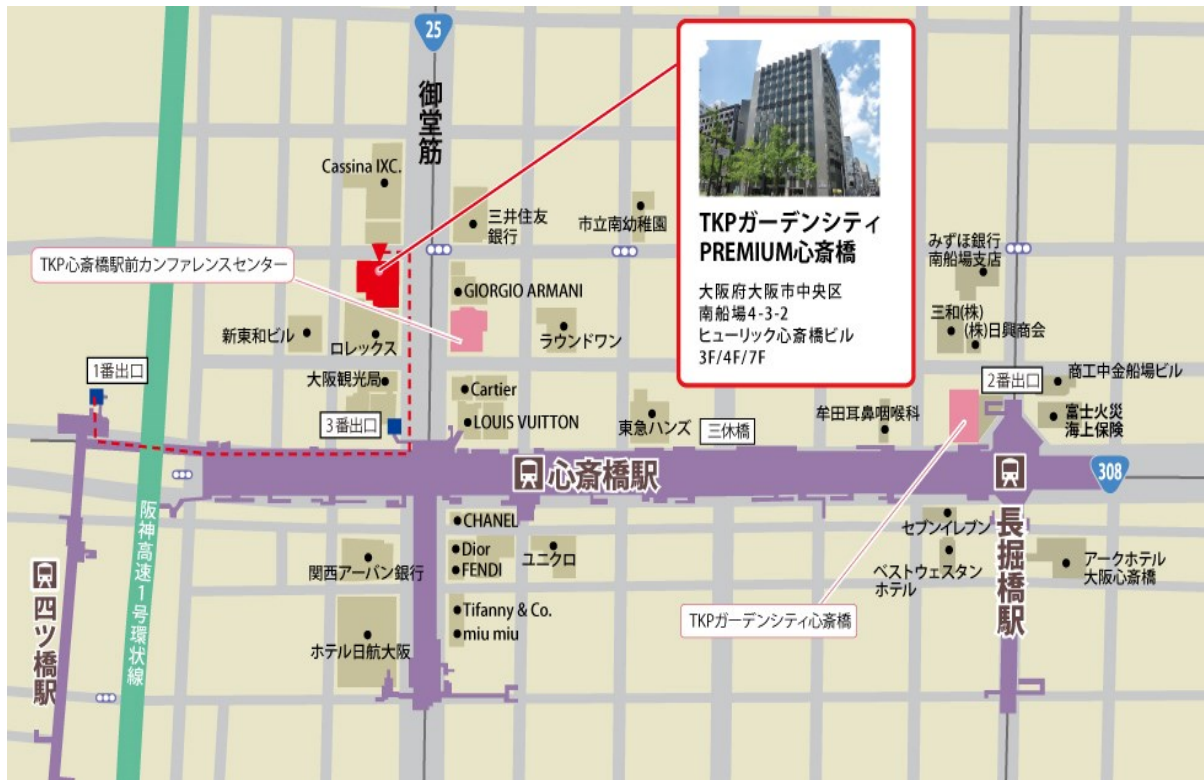 25
御堂筋
Cassina IXC.
三井住友
銀行
市立南幼稚園
TKP心斎橋駅前カンファレンスセンター
GIORGIO ARMANI
新東和ビル
ロレックス
ラウンドワン
TKPガーデンシティ
PREMIUM心斎橋
大阪府大阪市中央区
南船場4-3-2
ヒューリック心斎橋ビル
3F/4F/7F
みずほ銀行
南船場支店
三和(株)
(株)日興商会
1番出口
大阪観光局
Cartier
3番出口
LOUIS VUITTON
東急ハンズ
三休橋
牟田耳鼻咽喉科
2番出口
商工中金船場ビル
富士火災
海上保険
心斎橋駅
308
阪神高速1号環状線
四ツ橋駅
CHANEL
Dior
FENDI
ユニクロ
関西アーバン銀行
Tifanny & Co.
miu miu
ホテル日航大阪
セブンイレブン
ベストウェスタン
ホテル
長掘橋駅
アークホテル
大阪心斎橋
TKPガーデンシティ心斎橋